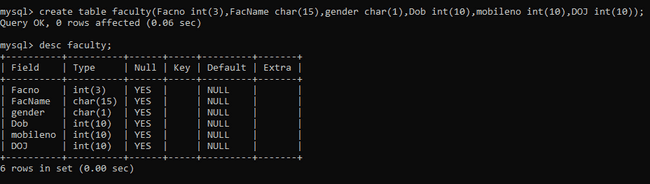 mysql> create table faculty(Facno int(3),FacName char(15),gender char(1),Dob int(10),mobileno int(10),DOJ int(10));
Query OK, 0 rows affected (0.06 sec)
mysql> desc faculty;
+----------+----------+------+-----+---------+-------+
| Field    | Type     | Null | Key | Default | Extra |
+----------+----------+------+-----+---------+-------+
| Facno    | int(3)   | YES  |     | NULL    |       |
| FacName  | char(15) | YES  |     | NULL    |       |
| gender   | char(1)  | YES  |     | NULL    |       |
| Dob      | int(10)  | YES  |     | NULL    |       |
| mobileno | int(10)  | YES  |     | NULL    |       |
| DOJ      | int(10)  | YES  |     | NULL    |       |
+----------+----------+------+-----+---------+-------+
6 rows in set (0.00 sec)